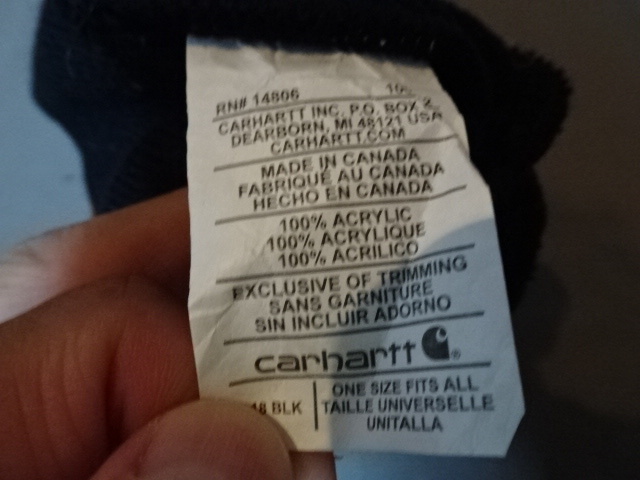 RN# 14806
CARHARTT INC. P.O. BOX 2
DEARBORN, MI 48121 USA
CARHARTT.COM
MADE IN CANADA
FABRIQUÉ AU CANADA
HECHO EN CANADA
100% ACRYLIC
100% ACRYLIQUE
100% ACRILICO
EXCLUSIVE OF TRIMMING
SANS GARNITURE
SIN INCLUIR ADORNO
carhartt
BLK
ONE SIZE FITS ALL
TAILLE UNIVERSELLE
UNITALLA